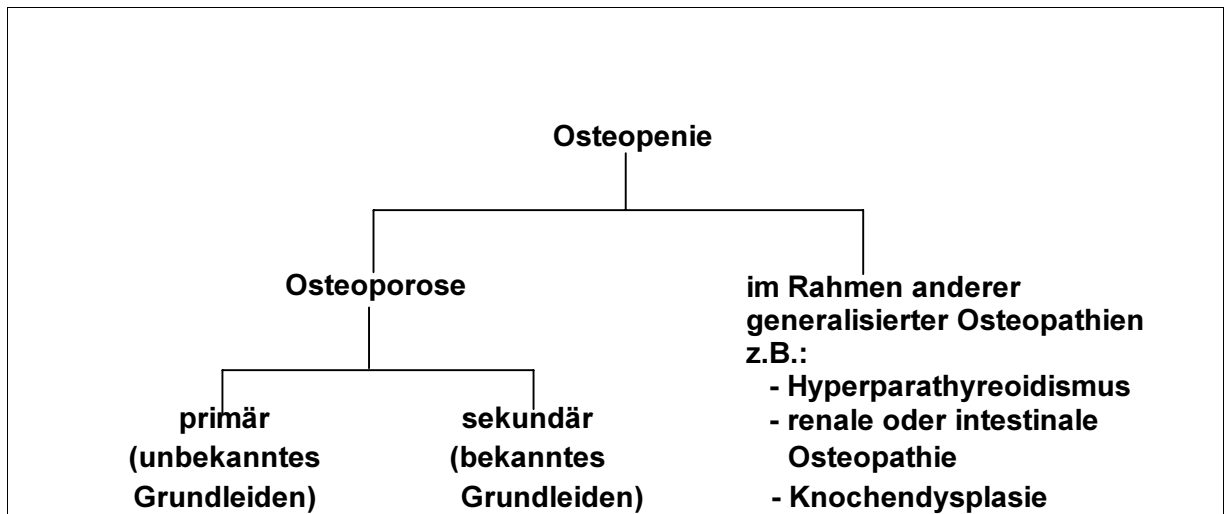 Osteopenie
Osteoporose
im Rahmen anderer
generalisierter Osteopathien
z.B.:
- Hyperparathyreoidismus
- renale oder intestinale
Osteopathie
- Knochendysplasie
primär
(unbekanntes
Grundleiden)
sekundär
(bekanntes
Grundleiden)